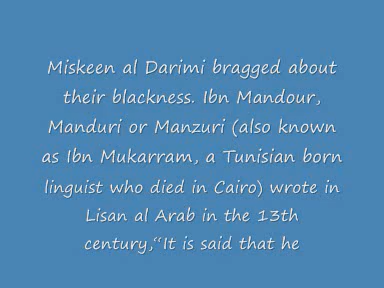 Miskeen al Darimi bragged about
their blackness. Ibn Mandour,
Manduri or Manzuri (also known
as Ibn Mukarram, a Tunisian born
linguist who died in Cairo) wrote in
Lisan al Arab in the 13th
century,“It is said that he